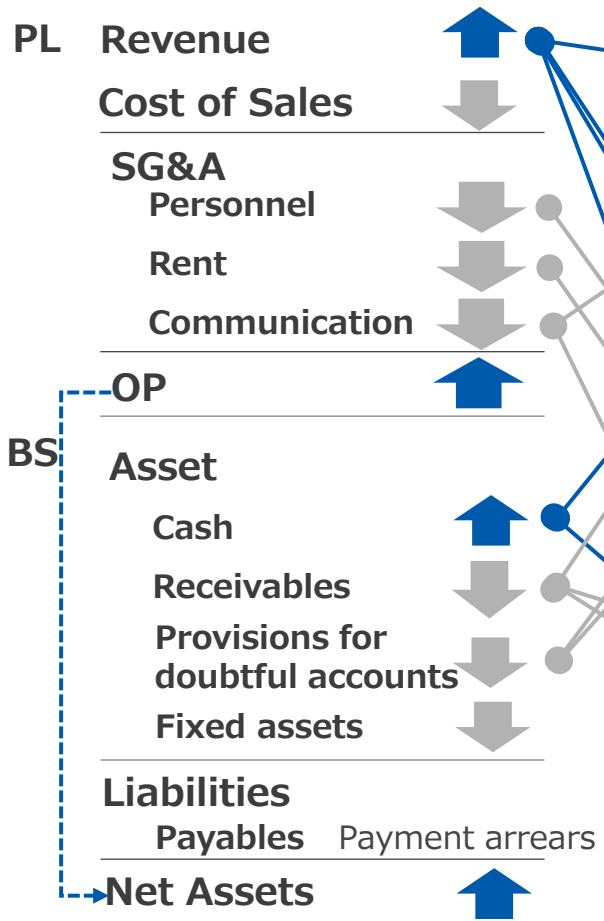 PL Revenue
Cost of Sales
SG&A
Personnel
Rent
Communication
OP
BS
Asset
Cash
Receivables
Provisions for
doubtful accounts
Fixed assets
Liabilities
Payables Payment arrears
Net Assets